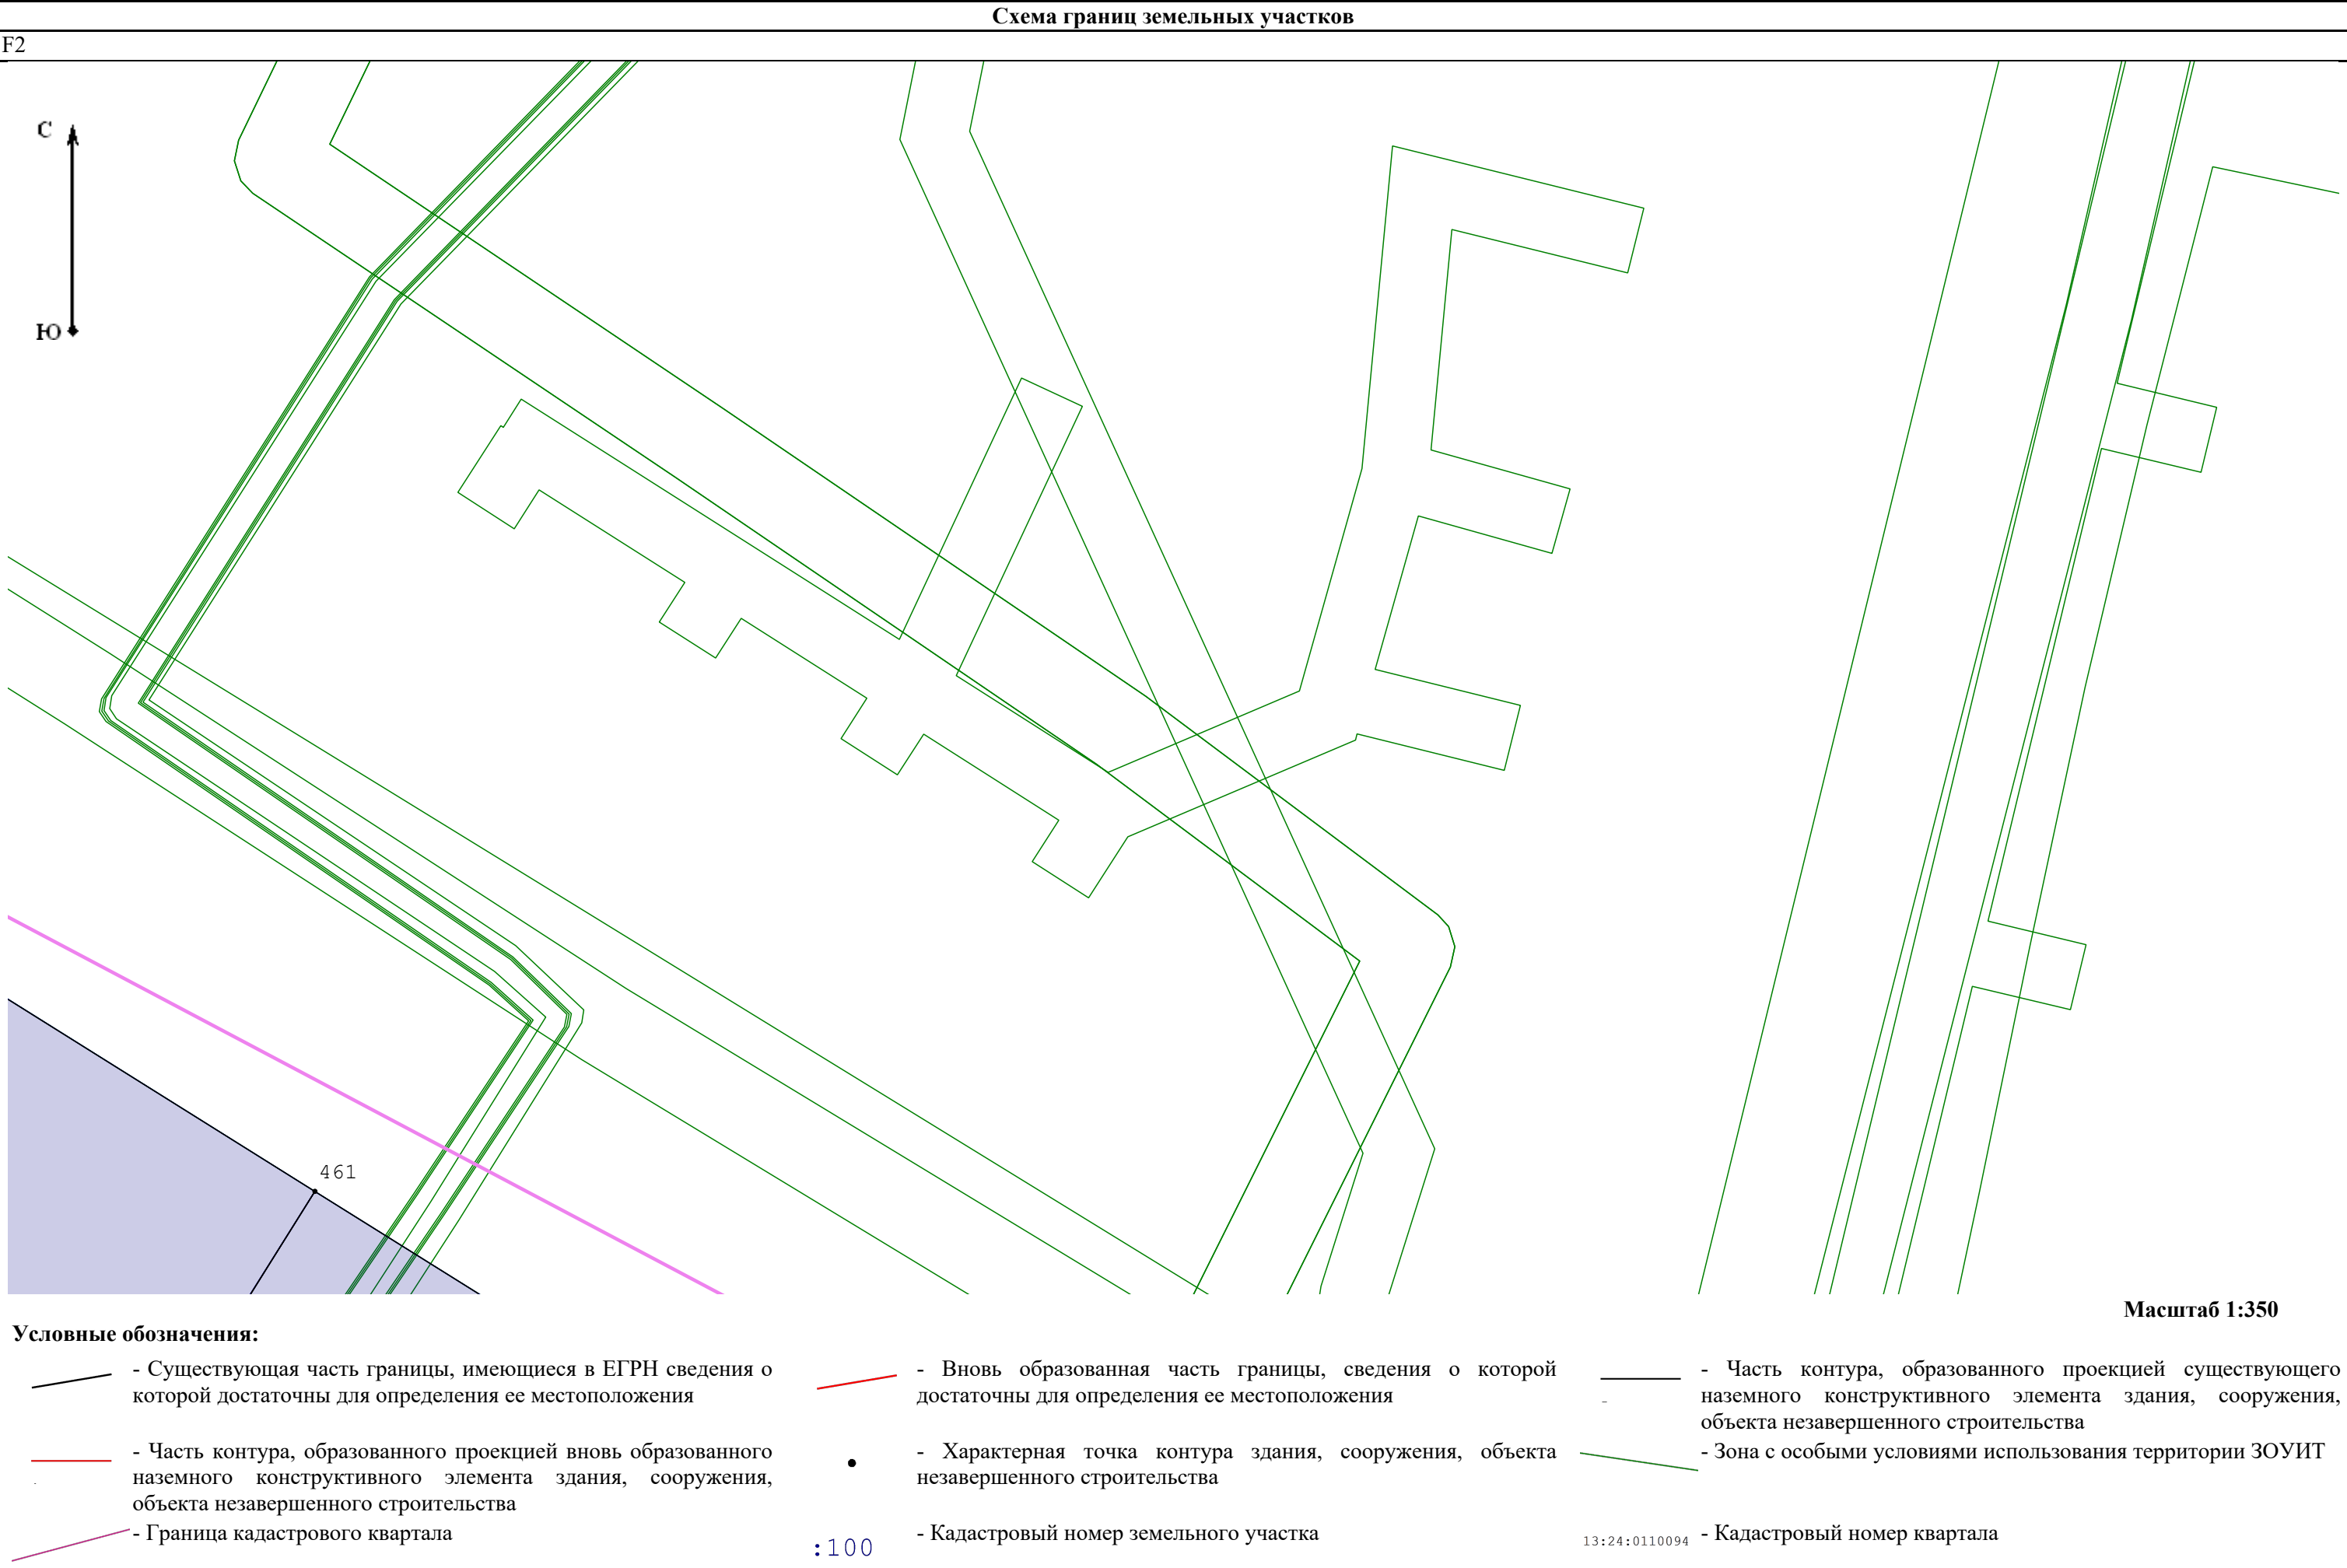 Схема границ земельных участков
F2
С
Ю
461
Масштаб 1:350
Условные обозначения:
- Существующая часть границы, имеющиеся в ЕГРН сведения о
которой достаточны для определения ее местоположения
- Вновь образованная часть границы, сведения о которой
достаточны для определения ее местоположения
- Часть контура, образованного проекцией существующего
наземного конструктивного элемента здания, сооружения,
объекта незавершенного строительства
- Часть контура, образованного проекцией вновь образованного
наземного конструктивного элемента здания, сооружения,
объекта незавершенного строительства
- Характерная точка контура здания, сооружения, объекта
незавершенного строительства
- Зона с особыми условиями использования территории ЗОУИТ
- Граница кадастрового квартала
:100
- Кадастровый номер земельного участка
13:24:0110094
- Кадастровый номер квартала